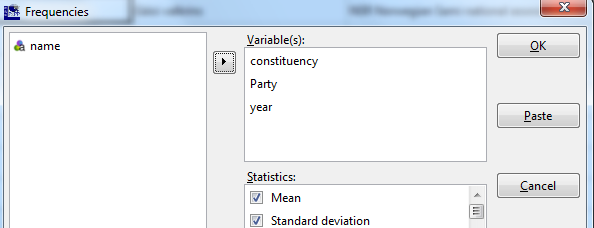 Frequencies
name
Variable(s):
constituency
Party
year
Statistics:
Mean
Standard deviation
OK
Paste
Cancel